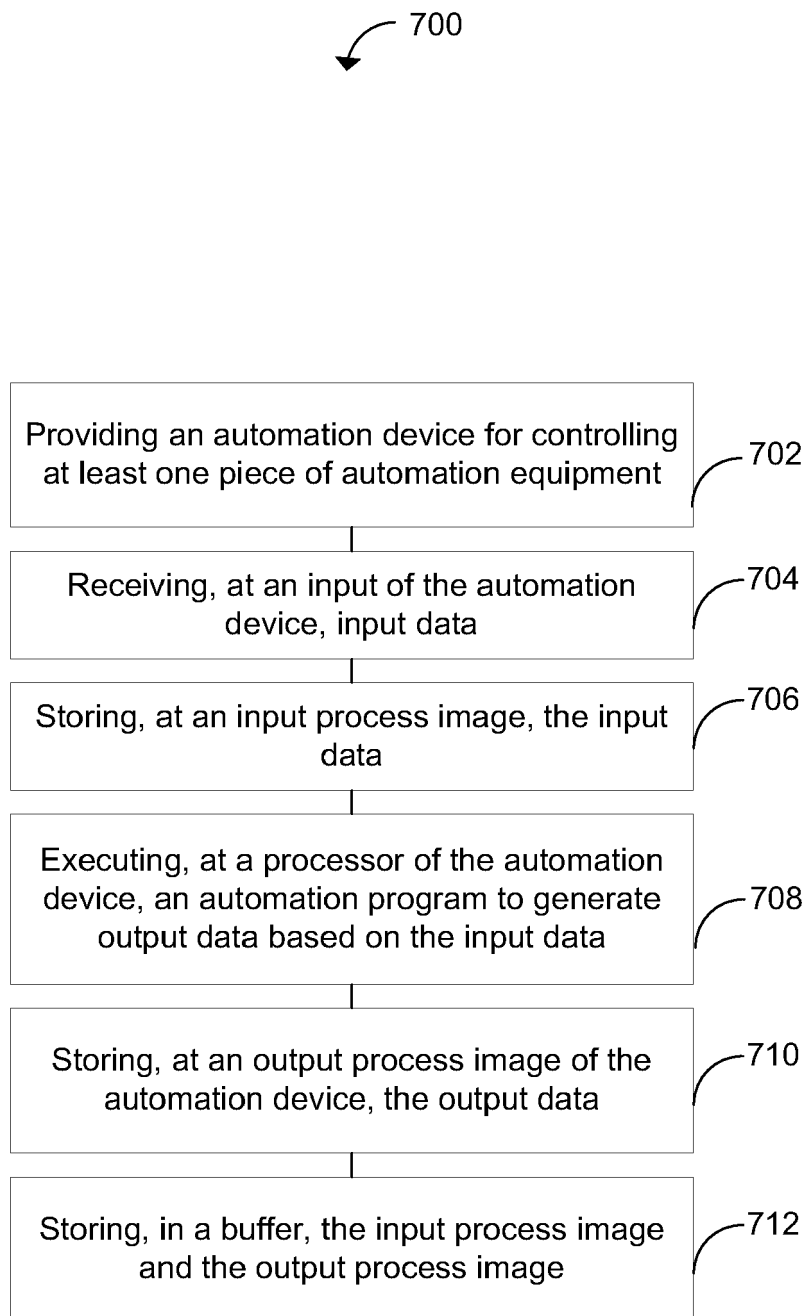 700
Providing an automation device for controlling
at least one piece of automation equipment
702
Receiving, at an input of the automation
device, input data
704
Storing, at an input process image, the input
data
706
Executing, at a processor of the automation
device, an automation program to generate
output data based on the input data
708
Storing, at an output process image of the
automation device, the output data
710
Storing, in a buffer, the input process image
and the output process image
712